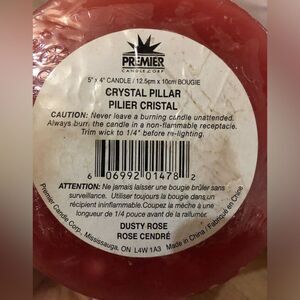 PREMIER
CANDLE CORP.
5" x 4" CANDLE / 12.5cm x 10cm BOUGIE
CRYSTAL PILLAR
PILIER CRISTAL
CAUTION: Never leave a burning candle unattended.
Always burn the candle in a non-flammable receptacle.
Trim wick to 1/4" before re-lighting.
6 06992 01478 2
ATTENTION: Ne jamais laisser une bougie brûler sans
surveillance. Utiliser toujours la bougie dans un
récipient ininflammable. Coupez la mèche à une
longueur de 1/4 pouce avant de la rallumer.
DUSTY ROSE
ROSE CENDRÉ
Premier Candle Corp., Mississauga, ON, L4W 1A3 Made in China / Fabriqué en Chine